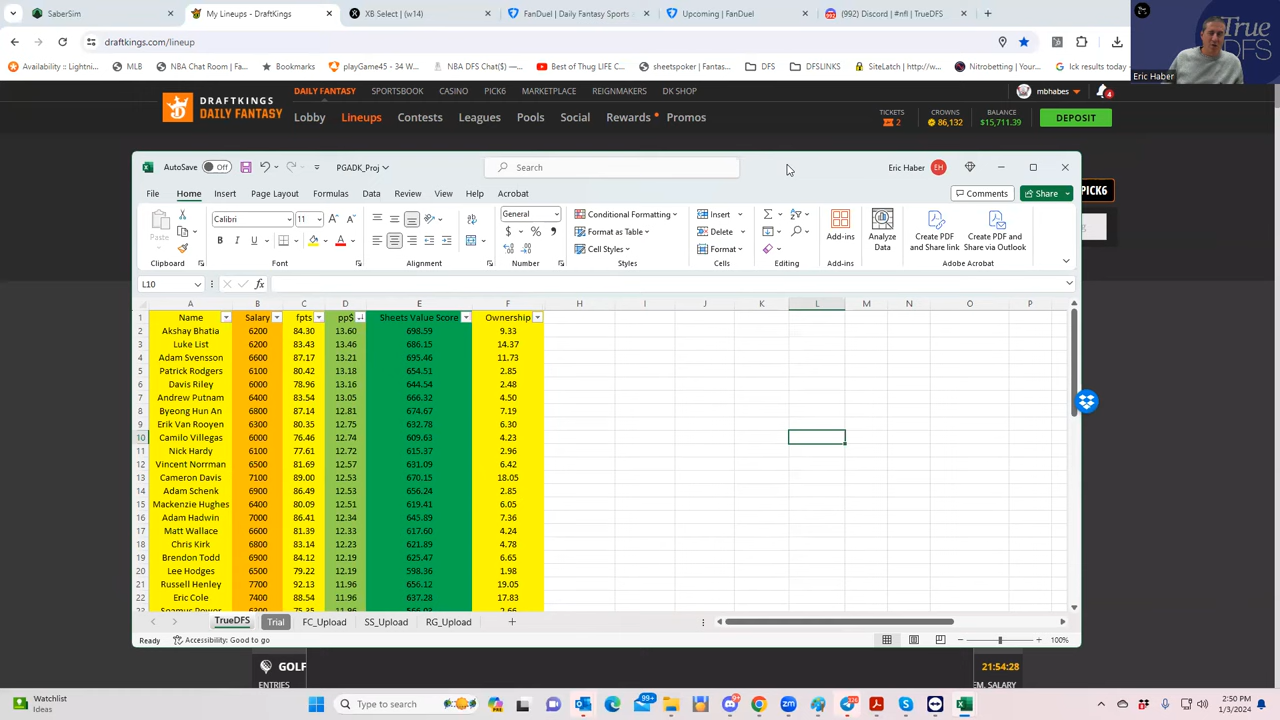 SaberSim
My Lineups - DraftKings
XB Select (w14)
FanDuel | Daily Fantasy Sports
Upcoming | FanDuel
(992) Discord | #nfl | TrueDFS
draftkings.com/lineup
Availability :: Lightni...
MLB
NBA Chat Room (...
Bookmarks
playGame45 - 34 W...
NBA DFS Chat($) —...
Best of Thug LIFE C...
sheetspoker | Search
DFS
DFSLINKS
SiteLatch | http://w...
Nitrobetting | Your...
lck results today -...
True
DFS
Eric Haber
DRAFTKINGS
DAILY FANTASY
DAILY FANTASY SPORTSBOOK CASINO PICK6 MARKETPLACE REIGNMAKERS DK SHOP
mbhabes
4
Lobby Lineups Contests Leagues Pools Social Rewards Promos
TICKETS
2
CROWNS
86,132
BALANCE
$15,711.39
DEPOSIT
AutoSave Off
PGADK_Proj
Search
Eric Haber EH
PICK6
File Home Insert Page Layout Formulas Data Review View Help Acrobat
Comments Share
Paste
Clipboard
Calibri 11
Font
Alignment
General
Number
Conditional Formatting
Format as Table
Cell Styles
Styles
Insert
Delete
Format
Cells
Editing
Add-ins
Add-ins
Analyze Data
Create PDF and Share link
Create PDF and Share via Outlook
Adobe Acrobat
L10 fx
A B C D E F H I J K L M N O P
1 Name Salary fpts pp$ Sheets Value Score Ownership
2 Akshay Bhatia 6200 84.30 13.60 698.59 9.33
3 Luke List 6200 83.43 13.46 686.15 14.37
4 Adam Svensson 6600 87.17 13.21 695.46 11.73
5 Patrick Rodgers 6100 80.42 13.18 654.51 2.85
6 Davis Riley 6000 78.96 13.16 644.54 2.48
7 Andrew Putnam 6400 83.54 13.05 666.32 4.50
8 Byeong Hun An 6800 87.14 12.81 674.67 7.19
9 Erik Van Rooyen 6300 80.35 12.75 632.78 6.30
10 Camilo Villegas 6000 76.46 12.74 609.63 4.23
11 Nick Hardy 6100 77.61 12.72 615.37 2.96
12 Vincent Norrman 6500 81.69 12.57 631.09 6.42
13 Cameron Davis 7100 89.00 12.53 670.15 18.05
14 Adam Schenk 6900 86.49 12.53 656.24 2.85
15 Mackenzie Hughes 6400 80.09 12.51 619.41 6.05
16 Adam Hadwin 7000 86.41 12.34 645.89 7.36
17 Matt Wallace 6600 81.39 12.33 617.60 4.24
18 Chris Kirk 6800 83.14 12.23 621.89 4.78
19 Brendon Todd 6900 84.12 12.19 625.47 6.65
20 Lee Hodges 6500 79.22 12.19 598.36 1.98
21 Russell Henley 7700 92.13 11.96 656.12 19.05
22 Eric Cole 7400 88.54 11.96 637.28 17.83
TrueDFS Trial FC_Upload SS_Upload RG_Upload
Ready Accessibility: Good to go
100%
GOLF
ENTRIES
21:54:28
EM. SALARY
Watchlist
Ideas
Type to search
99+
2:50 PM
1/3/2024